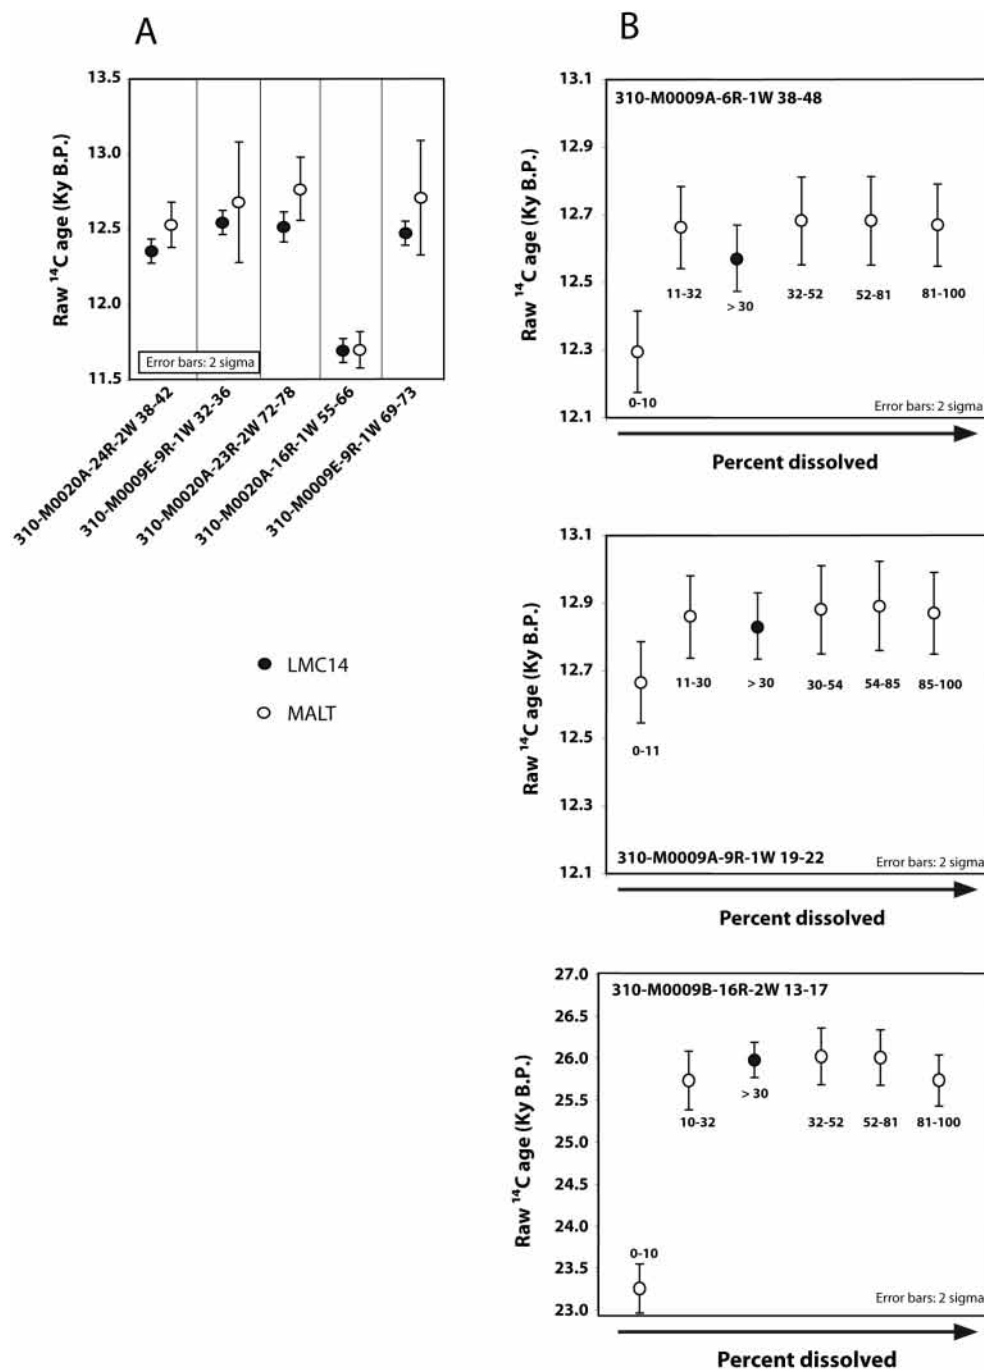 A
13.5
13.0
12.5
12.0
11.5
Raw 14C age (Ky B.P.)
Error bars: 2 sigma
310-M0020A-24R-2W 38-42
310-M0009E-9R-1W 32-36
310-M0020A-23R-2W 72-78
310-M0020A-16R-1W 55-66
310-M0009E-9R-1W 69-73
LMC14
MALT
B
13.1
12.9
12.7
12.5
12.3
12.1
Raw 14C age (Ky B.P.)
310-M0009A-6R-1W 38-48
11-32
> 30
32-52
52-81
81-100
0-10
Error bars: 2 sigma
Percent dissolved
13.1
12.9
12.7
12.5
12.3
12.1
Raw 14C age (Ky B.P.)
11-30
> 30
30-54
54-85
85-100
0-11
310-M0009A-9R-1W 19-22
Error bars: 2 sigma
Percent dissolved
27.0
26.5
26.0
25.5
25.0
24.5
24.0
23.5
23.0
Raw 14C age (Ky B.P.)
310-M0009B-16R-2W 13-17
> 30
10-32
32-52
52-81
81-100
0-10
Error bars: 2 sigma
Percent dissolved